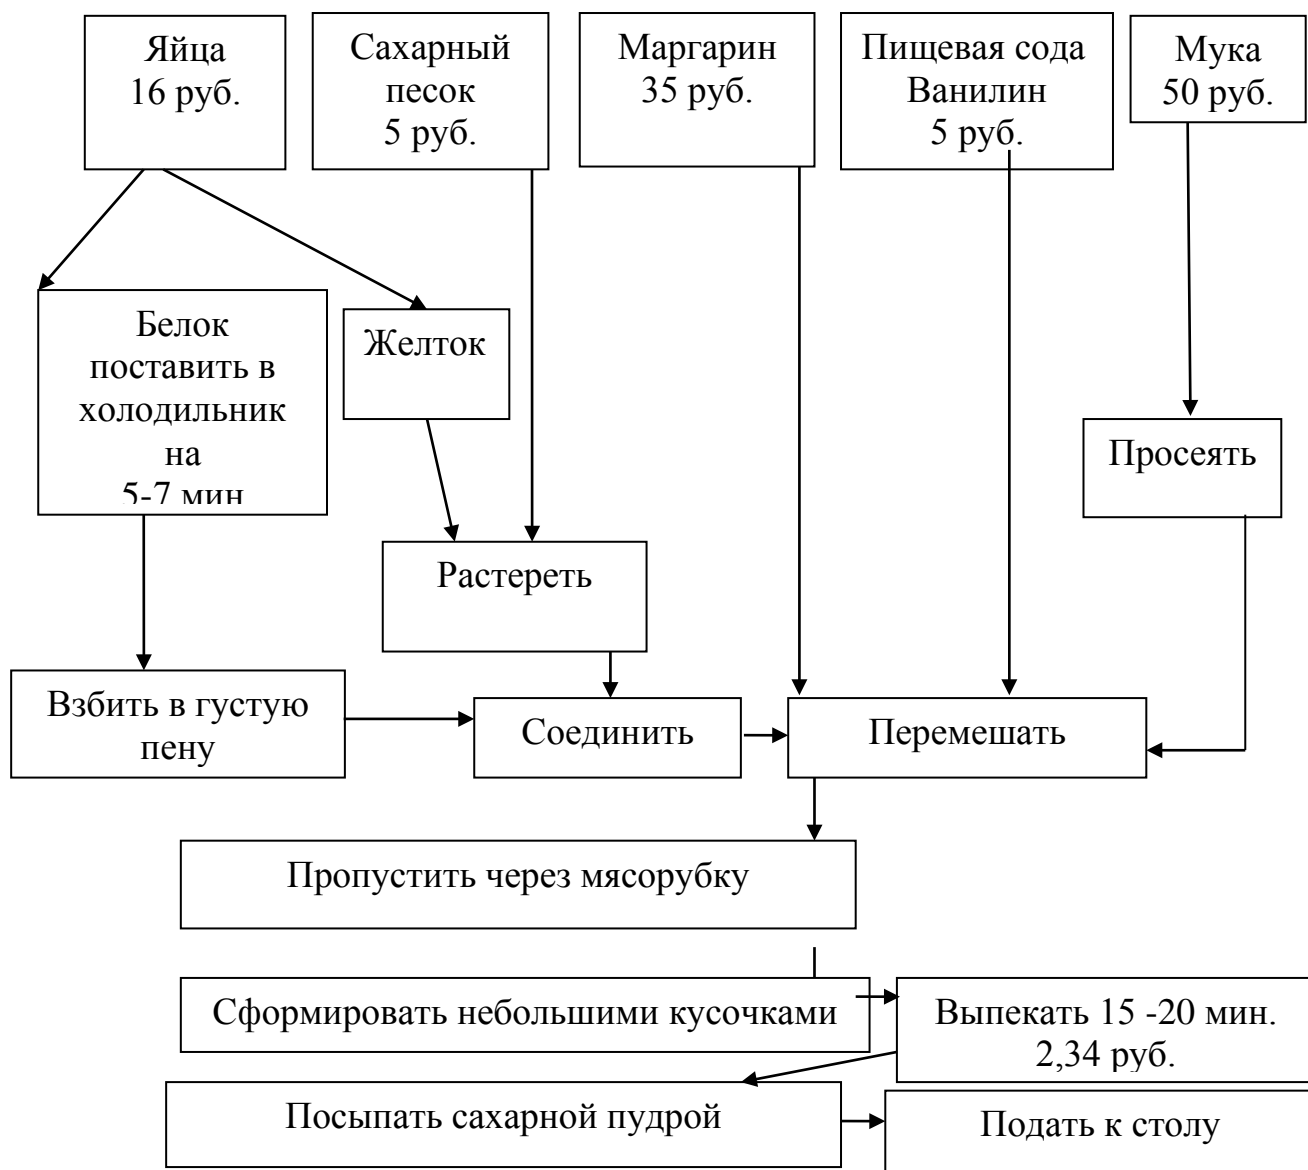 Яйца
16 руб.
Сахарный
песок
5 руб.
Маргарин
35 руб.
Пищевая сода
Ванилин
5 руб.
Мука
50 руб.
Белок
поставить в
холодильник
на
5-7 мин
Желток
Просеять
Растереть
Взбить в густую
пену
Соединить
Перемешать
Пропустить через мясорубку
Сформировать небольшими кусочками
Выпекать 15 -20 мин.
2,34 руб.
Посыпать сахарной пудрой
Подать к столу